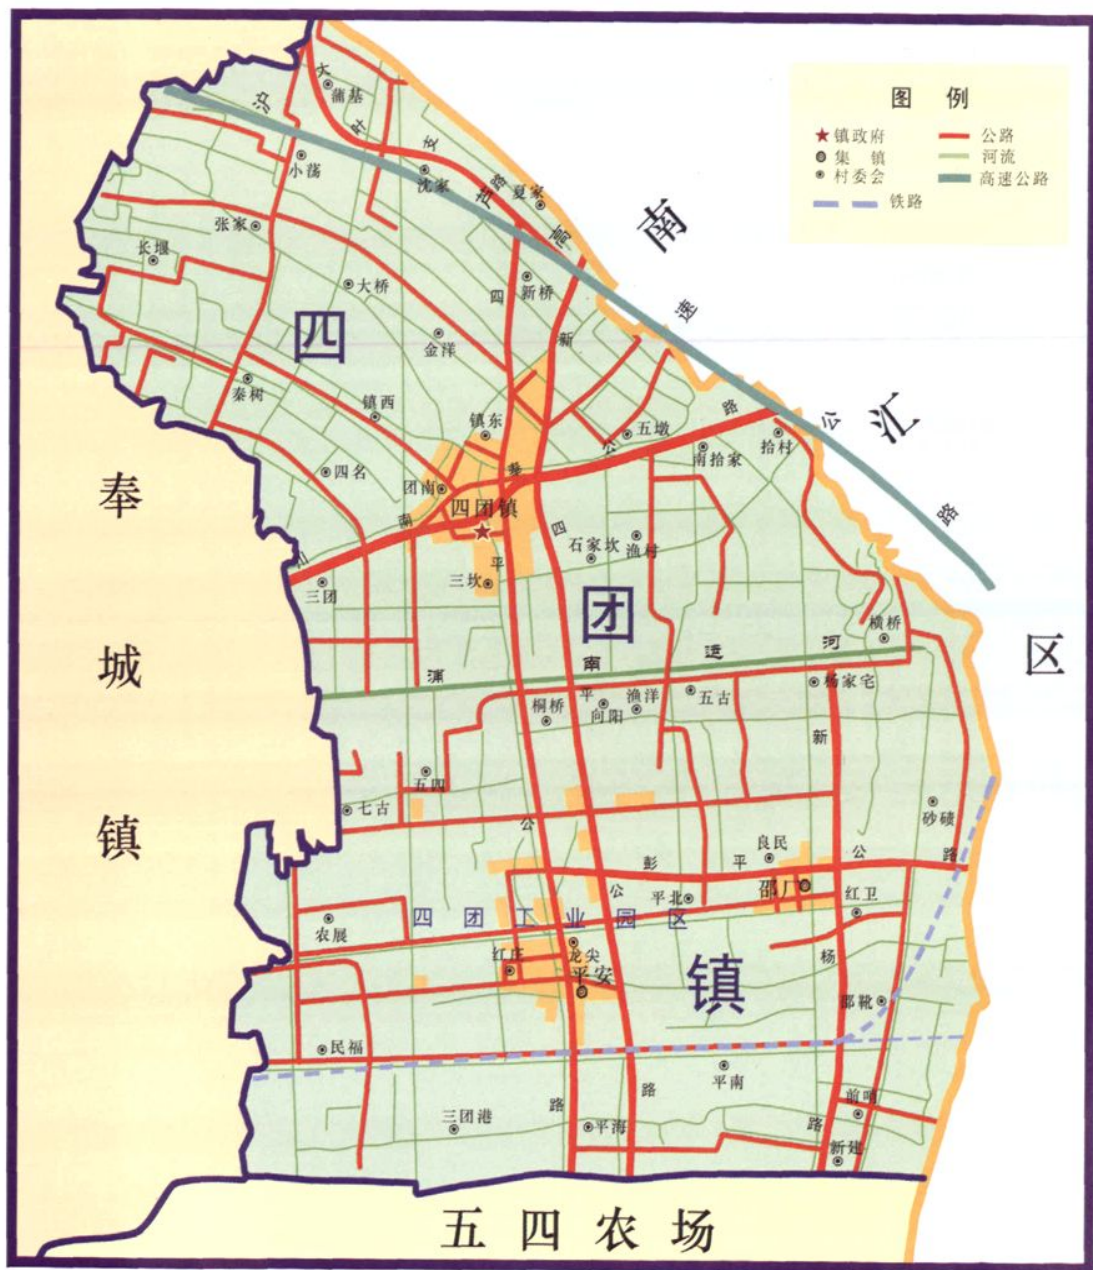 图 例
镇政府
集 镇
村委会
公路
河流
高速公路
铁路
大
叶
支
路
沪
芦
高
速
公
路
南
汇
区
奉
城
镇
四
团
镇
五四农场
蒲基
小荡
沈家
夏家
张家
长堰
大桥
新桥
四
新
金洋
秦树
镇西
镇东
五墩
南拾家
拾村
四名
团南
四团镇
川
南
奉
公
路
四
平
公
路
石家坎
渔村
三团
三坎
横桥
浦
南
运
河
杨家宅
五古
渔洋
向阳
桐桥
平
公
路
新
杨
路
五四
七古
砂碛
良民
彭
平
公
路
平北
邵厂
红卫
四团工业园区
农展
红庄
龙尖
平安
邵靴
民福
平南
前哨
三团港
平海
新建